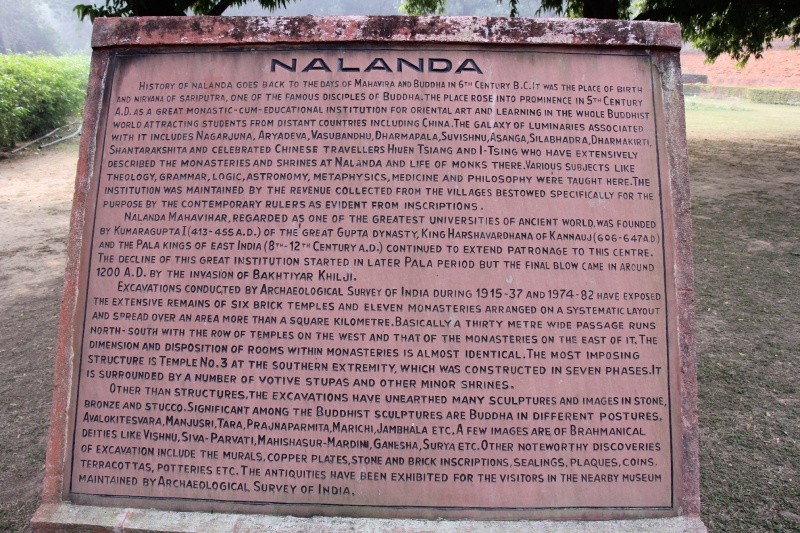 NALANDA
HISTORY OF NALANDA GOES BACK TO THE DAYS OF MAHAVIRA AND BUDDHA IN 6TH CENTURY B.C. IT WAS THE PLACE OF BIRTH
AND NIRVANA OF SARIPUTRA, ONE OF THE FAMOUS DISCIPLES OF BUDDHA. THE PLACE ROSE INTO PROMINENCE IN 5TH CENTURY
A.D. AS A GREAT MONASTIC-CUM-EDUCATIONAL INSTITUTION FOR ORIENTAL ART AND LEARNING IN THE WHOLE BUDDHIST
WORLD ATTRACTING STUDENTS FROM DISTANT COUNTRIES INCLUDING CHINA. THE GALAXY OF LUMINARIES ASSOCIATED
WITH IT INCLUDES NAGARJUNA, ARYADEVA, VASUBANDHU, DHARMAPALA, SUVISHNU, ASANGA, SILABHADRA, DHARMAKIRTI,
SHANTARAKSHITA AND CELEBRATED CHINESE TRAVELLERS HIUEN TSIANG AND I-TSING WHO HAVE EXTENSIVELY
DESCRIBED THE MONASTERIES AND SHRINES AT NALANDA AND LIFE OF MONKS THERE. VARIOUS SUBJECTS LIKE
THEOLOGY, GRAMMAR, LOGIC, ASTRONOMY, METAPHYSICS, MEDICINE AND PHILOSOPHY WERE TAUGHT HERE. THE
INSTITUTION WAS MAINTAINED BY THE REVENUE COLLECTED FROM THE VILLAGES BESTOWED SPECIFICALLY FOR THE
PURPOSE BY THE CONTEMPORARY RULERS AS EVIDENT FROM INSCRIPTIONS.
NALANDA MAHAVIHAR, REGARDED AS ONE OF THE GREATEST UNIVERSITIES OF ANCIENT WORLD, WAS FOUNDED
BY KUMARAGUPTA I (413-455 A.D.) OF THE GREAT GUPTA DYNASTY, KING HARSHAVARDHANA OF KANNAUJ (606-647 A.D)
AND THE PALA KINGS OF EAST INDIA (8TH-12TH CENTURY A.D.) CONTINUED TO EXTEND PATRONAGE TO THIS CENTRE.
THE DECLINE OF THIS GREAT INSTITUTION STARTED IN LATER PALA PERIOD BUT THE FINAL BLOW CAME IN AROUND
1200 A.D. BY THE INVASION OF BAKHTIYAR KHILJI.
EXCAVATIONS CONDUCTED BY ARCHAEOLOGICAL SURVEY OF INDIA DURING 1915-37 AND 1974-82 HAVE EXPOSED
THE EXTENSIVE REMAINS OF SIX BRICK TEMPLES AND ELEVEN MONASTERIES ARRANGED ON A SYSTEMATIC LAYOUT
AND SPREAD OVER AN AREA MORE THAN A SQUARE KILOMETRE. BASICALLY A THIRTY METRE WIDE PASSAGE RUNS
NORTH-SOUTH WITH THE ROW OF TEMPLES ON THE WEST AND THAT OF THE MONASTERIES ON THE EAST OF IT. THE
DIMENSION AND DISPOSITION OF ROOMS WITHIN MONASTERIES IS ALMOST IDENTICAL. THE MOST IMPOSING
STRUCTURE IS TEMPLE NO.3 AT THE SOUTHERN EXTREMITY, WHICH WAS CONSTRUCTED IN SEVEN PHASES. IT
IS SURROUNDED BY A NUMBER OF VOTIVE STUPAS AND OTHER MINOR SHRINES.
OTHER THAN STRUCTURES, THE EXCAVATIONS HAVE UNEARTHED MANY SCULPTURES AND IMAGES IN STONE,
BRONZE AND STUCCO. SIGNIFICANT AMONG THE BUDDHIST SCULPTURES ARE BUDDHA IN DIFFERENT POSTURES,
AVALOKITESVARA, MANJUSRI, TARA, PRAJNAPARMITA, MARICHI, JAMBHALA ETC. A FEW IMAGES ARE OF BRAHMANICAL
DEITIES LIKE VISHNU, SIVA-PARVATI, MAHISHASUR-MARDINI, GANESHA, SURYA ETC. OTHER NOTEWORTHY DISCOVERIES
OF EXCAVATION INCLUDE THE MURALS, COPPER PLATES, STONE AND BRICK INSCRIPTIONS, SEALINGS, PLAQUES, COINS.
TERRACOTTAS, POTTERIES ETC. THE ANTIQUITIES HAVE BEEN EXHIBITED FOR THE VISITORS IN THE NEARBY MUSEUM
MAINTAINED BY ARCHAEOLOGICAL SURVEY OF INDIA.